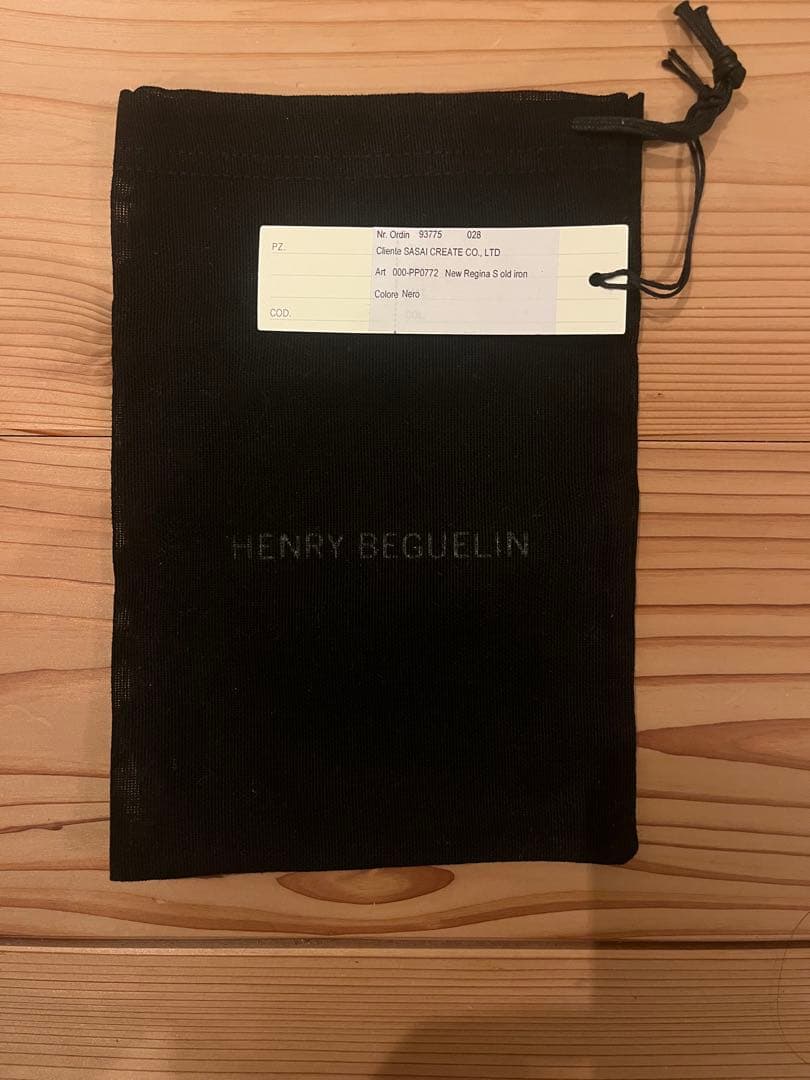 PZ.
Nr. Ordin 93775 028
Cliente SASAI CREATE CO., LTD
Art 000-PP0772 New Regina S old iron
Colore Nero
COD.
COL.
HENRY BEGUELIN